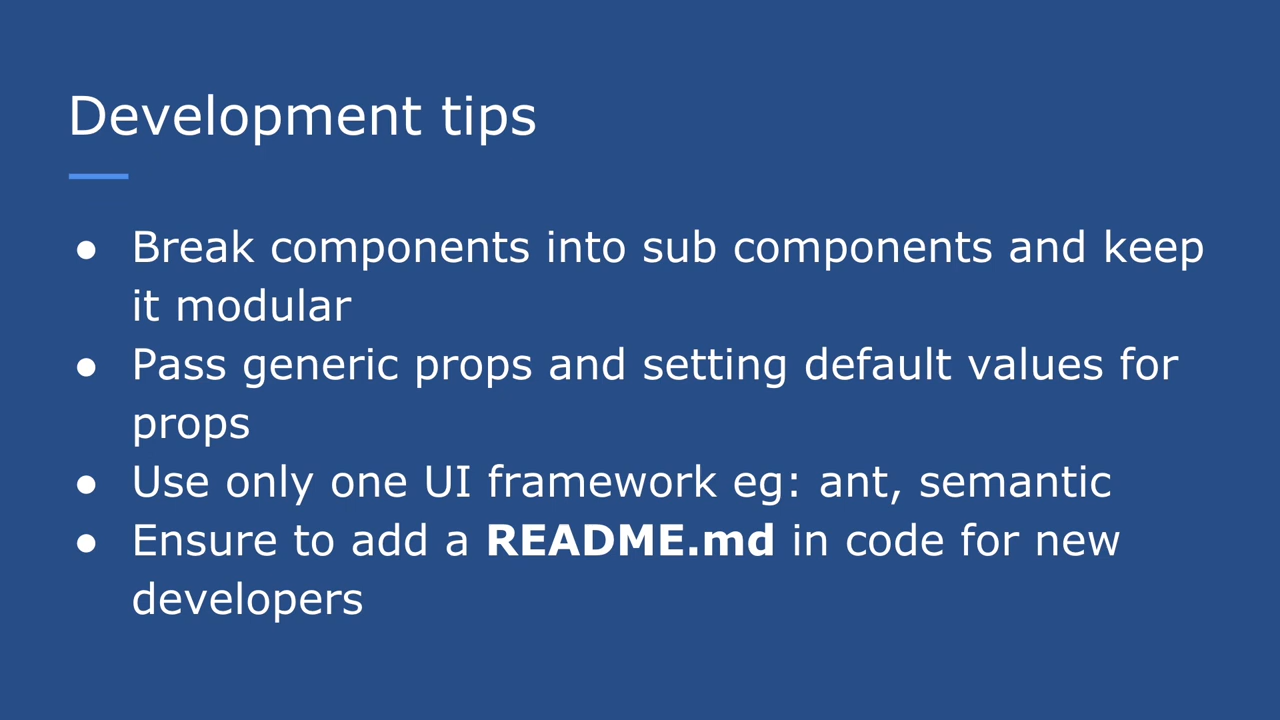 Development tips
● Break components into sub components and keep
it modular
● Pass generic props and setting default values for
props
● Use only one UI framework eg: ant, semantic
● Ensure to add a README.md in code for new
developers